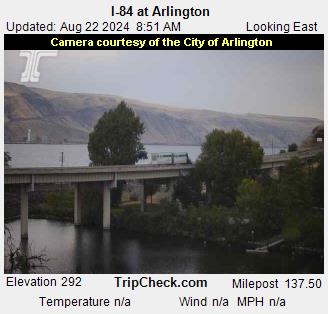 I-84 at Arlington
Updated: Aug 22 2024 8:51 AM Looking East
Camera courtesy of the City of Arlington
Elevation 292 TripCheck.com Milepost 137.50
Temperature n/a Wind n/a MPH n/a